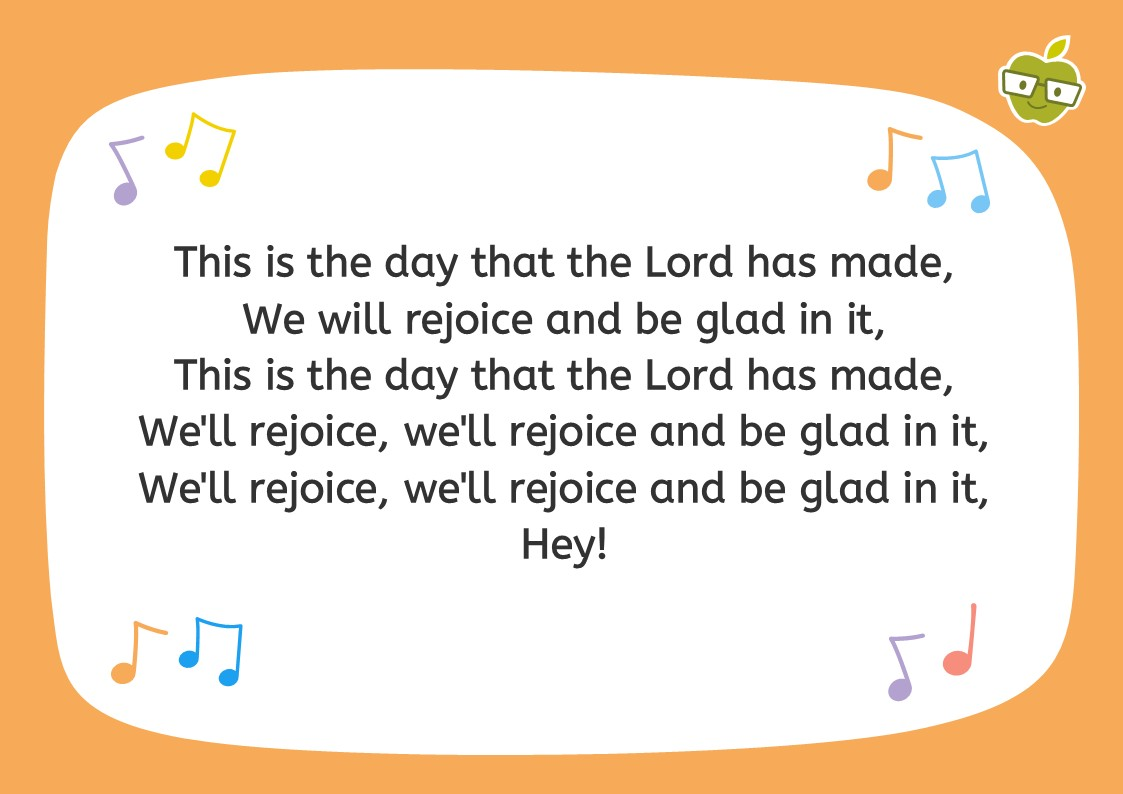 This is the day that the Lord has made,
We will rejoice and be glad in it,
This is the day that the Lord has made,
We'll rejoice, we'll rejoice and be glad in it,
We'll rejoice, we'll rejoice and be glad in it,
Hey!